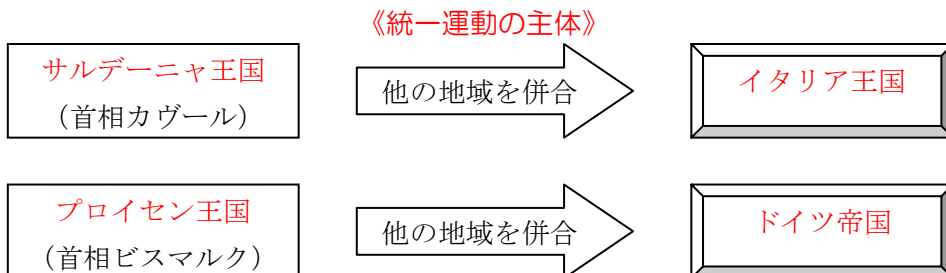 《統一運動の主体》
サルデーニャ王国
（首相カヴール）
他の地域を併合
イタリア王国
プロイセン王国
（首相ビスマルク）
他の地域を併合
ドイツ帝国